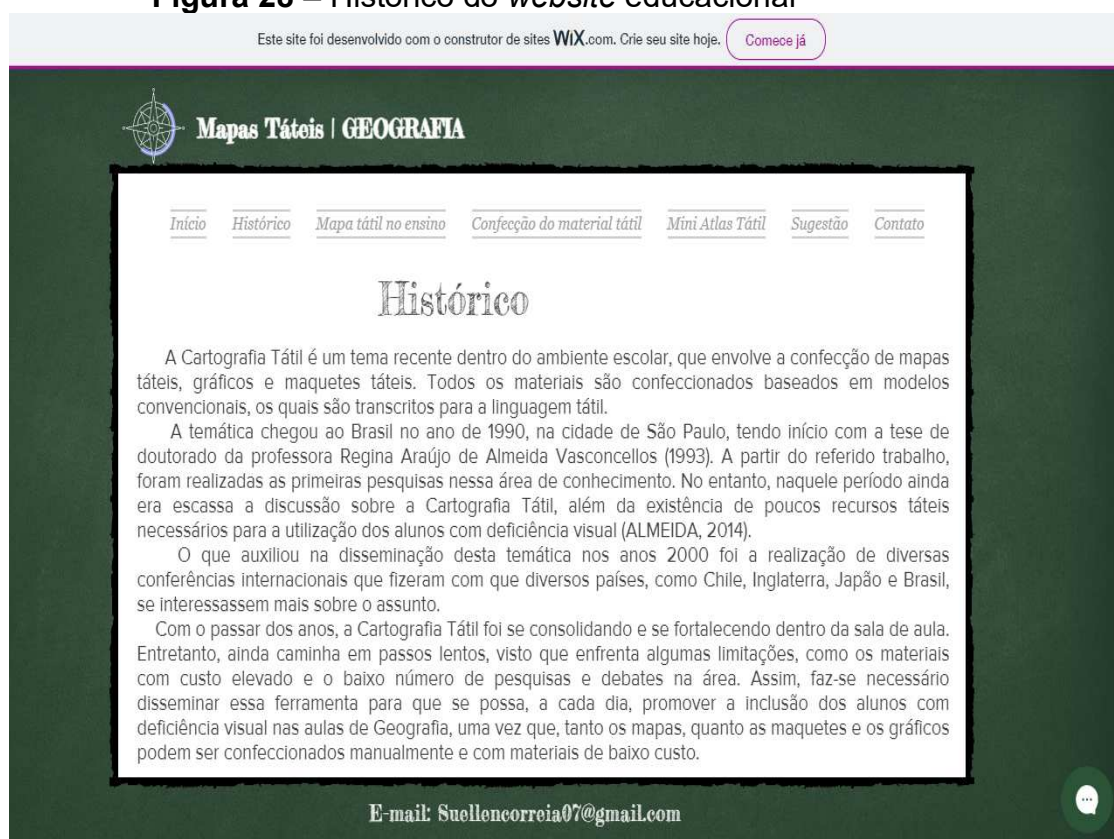 Figura 26 – Histórico do website educacional
Este site foi desenvolvido com o construtor de sites WiX.com. Crie seu site hoje. Comece já
Mapas Táteis | GEOGRAFIA
Início Histórico Mapa tátil no ensino Confecção do material tátil Mini Atlas Tátil Sugestão Contato
Histórico
A Cartografia Tátil é um tema recente dentro do ambiente escolar, que envolve a confecção de mapas
táteis, gráficos e maquetes táteis. Todos os materiais são confeccionados baseados em modelos
convencionais, os quais são transcritos para a linguagem tátil.
A temática chegou ao Brasil no ano de 1990, na cidade de São Paulo, tendo início com a tese de
doutorado da professora Regina Araújo de Almeida Vasconcellos (1993). A partir do referido trabalho,
foram realizadas as primeiras pesquisas nessa área de conhecimento. No entanto, naquele período ainda
era escassa a discussão sobre a Cartografia Tátil, além da existência de poucos recursos táteis
necessários para a utilização dos alunos com deficiência visual (ALMEIDA, 2014).
O que auxiliou na disseminação desta temática nos anos 2000 foi a realização de diversas
conferências internacionais que fizeram com que diversos países, como Chile, Inglaterra, Japão e Brasil,
se interessassem mais sobre o assunto.
Com o passar dos anos, a Cartografia Tátil foi se consolidando e se fortalecendo dentro da sala de aula.
Entretanto, ainda caminha em passos lentos, visto que enfrenta algumas limitações, como os materiais
com custo elevado e o baixo número de pesquisas e debates na área. Assim, faz-se necessário
disseminar essa ferramenta para que se possa, a cada dia, promover a inclusão dos alunos com
deficiência visual nas aulas de Geografia, uma vez que, tanto os mapas, quanto as maquetes e os gráficos
podem ser confeccionados manualmente e com materiais de baixo custo.
E-mail: Suellencorreia07@gmail.com